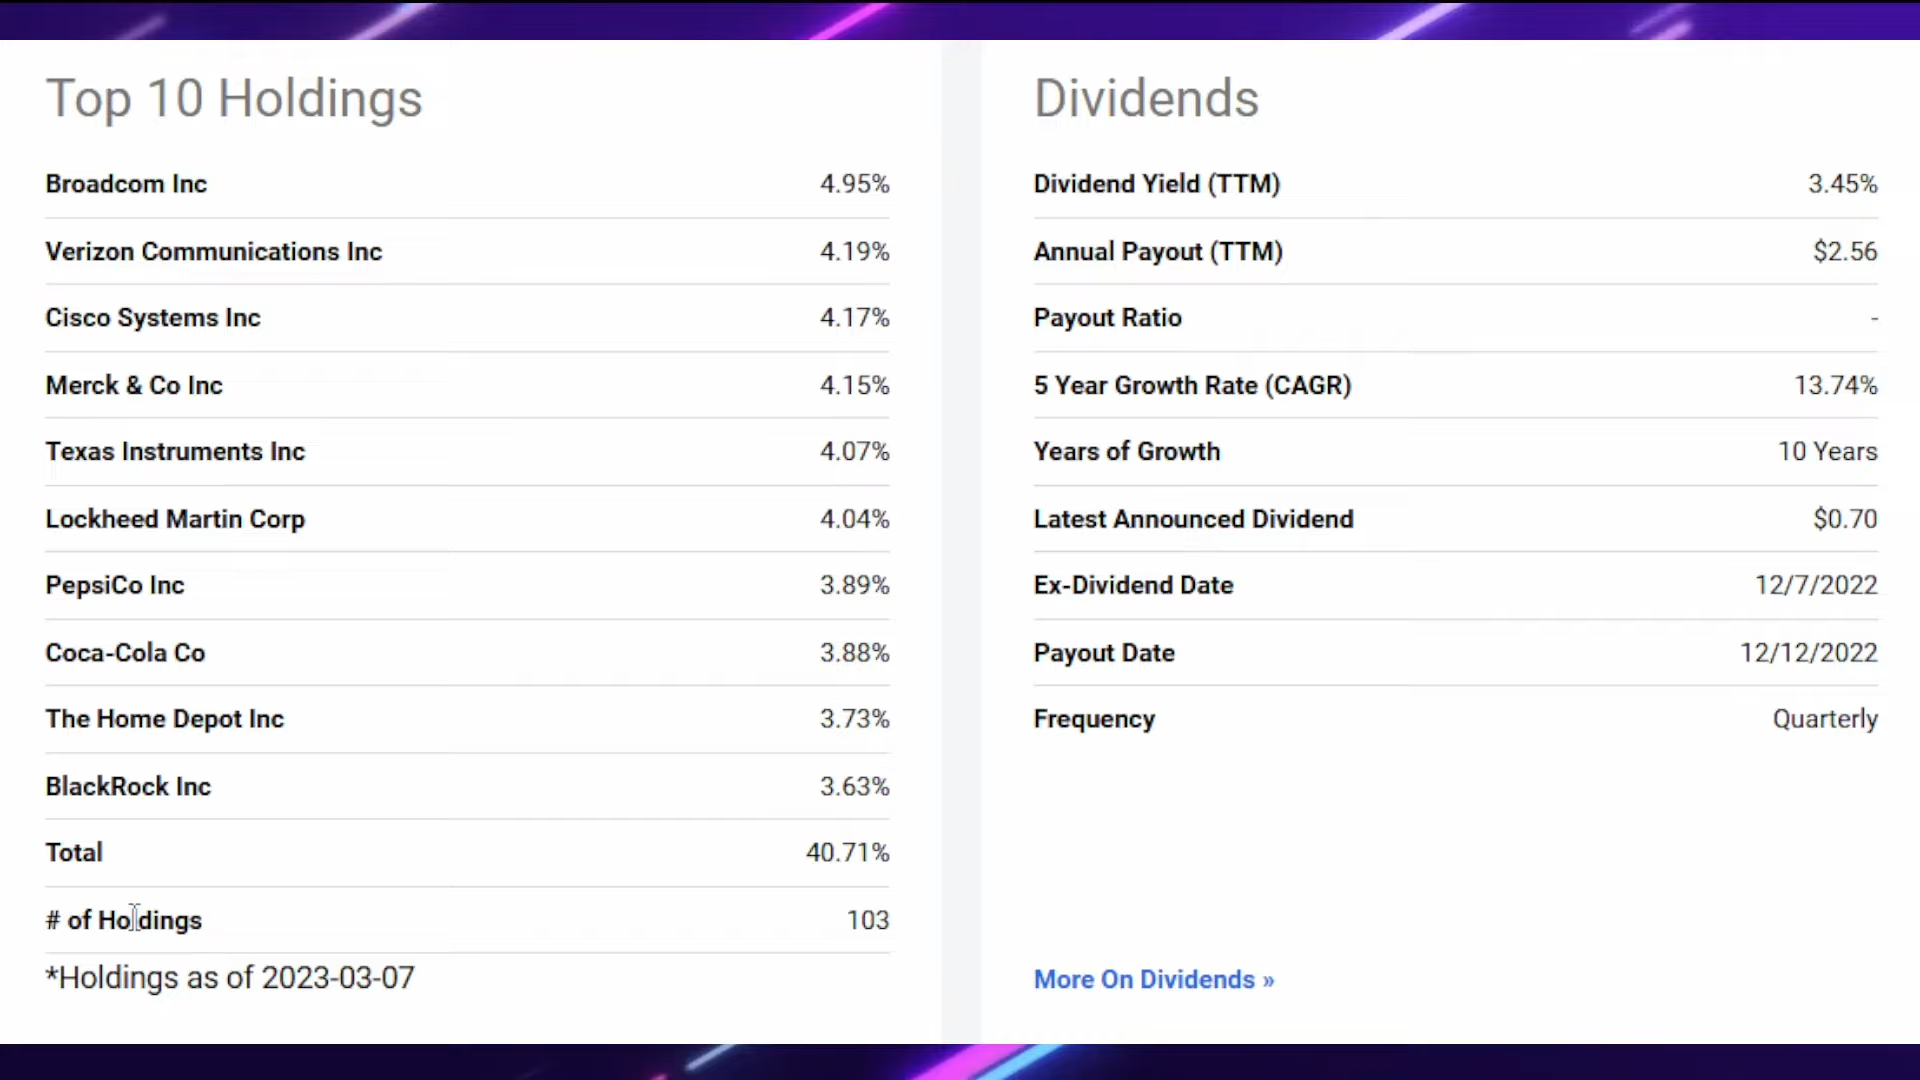 Top 10 Holdings
Broadcom Inc 4.95%
Verizon Communications Inc 4.19%
Cisco Systems Inc 4.17%
Merck & Co Inc 4.15%
Texas Instruments Inc 4.07%
Lockheed Martin Corp 4.04%
PepsiCo Inc 3.89%
Coca-Cola Co 3.88%
The Home Depot Inc 3.73%
BlackRock Inc 3.63%
Total 40.71%
# of Holdings 103
*Holdings as of 2023-03-07
Dividends
Dividend Yield (TTM) 3.45%
Annual Payout (TTM) $2.56
Payout Ratio -
5 Year Growth Rate (CAGR) 13.74%
Years of Growth 10 Years
Latest Announced Dividend $0.70
Ex-Dividend Date 12/7/2022
Payout Date 12/12/2022
Frequency Quarterly
More On Dividends »